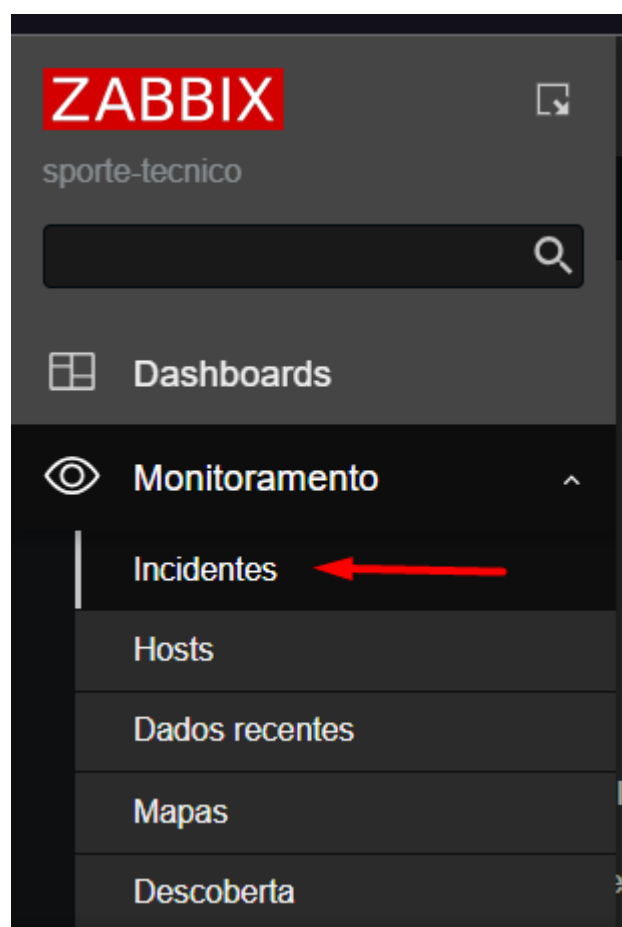 ZABBIX
sporte-tecnico
Dashboards
Monitoramento
Incidentes
Hosts
Dados recentes
Mapas
Descoberta